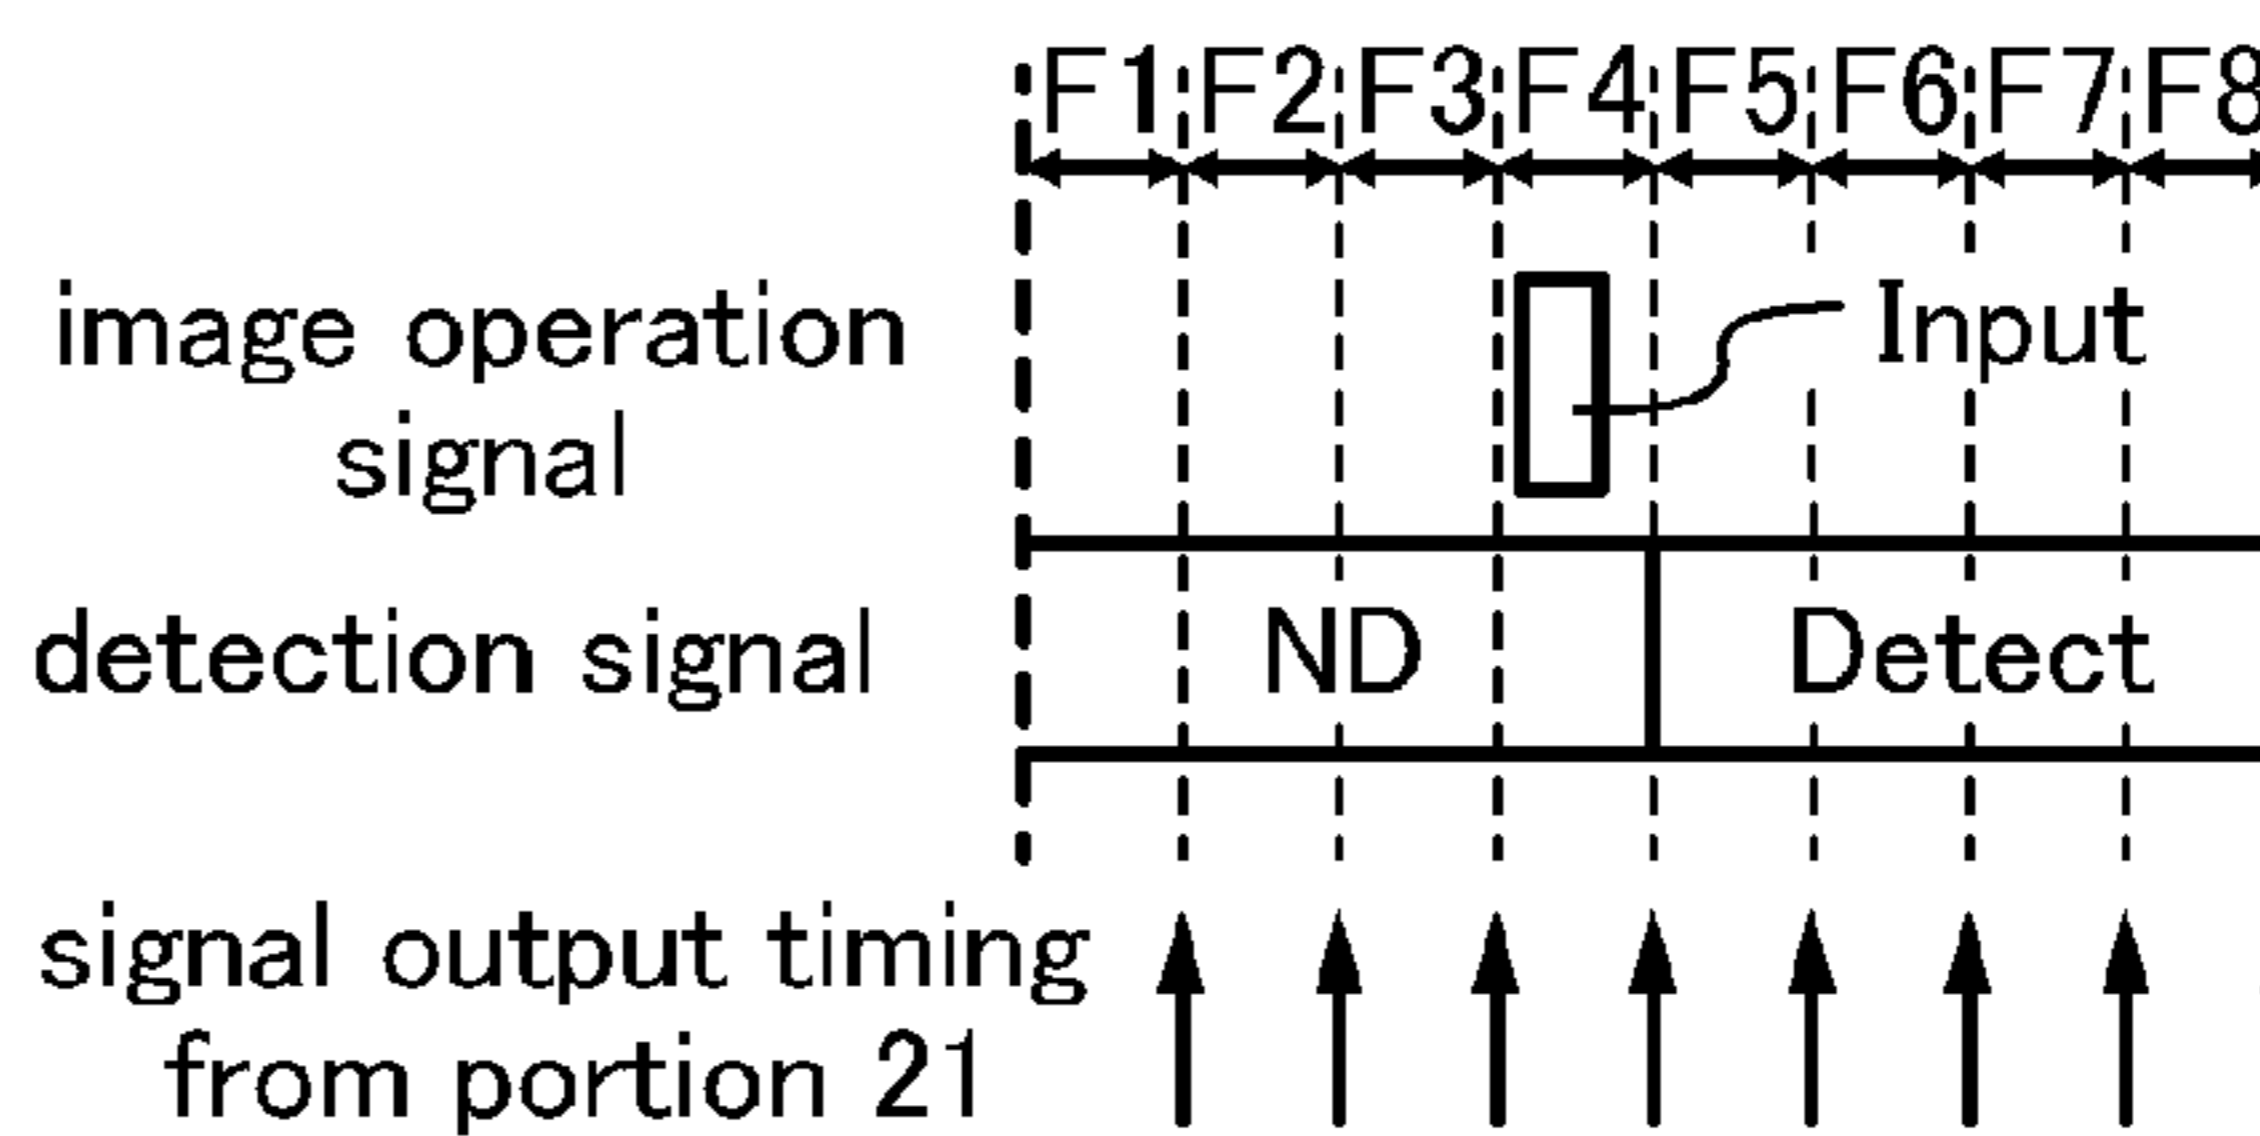 F1 F2 F3 F4 F5 F6 F7 F8
image operation
signal
Input
detection signal
ND
Detect
signal output timing
from portion 21